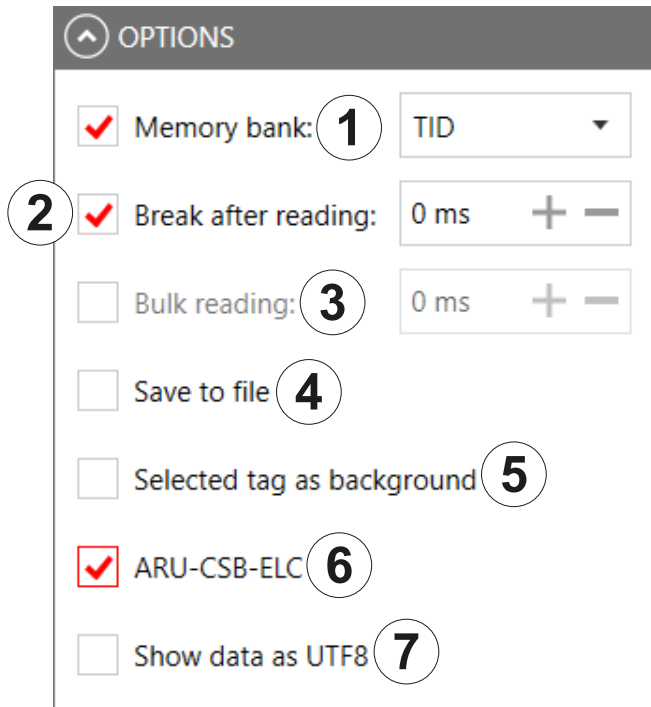 OPTIONS
Memory bank: 1 TID
2 Break after reading: 0 ms
Bulk reading: 3 0 ms
Save to file 4
Selected tag as background 5
ARU-CSB-ELC 6
Show data as UTF8 7